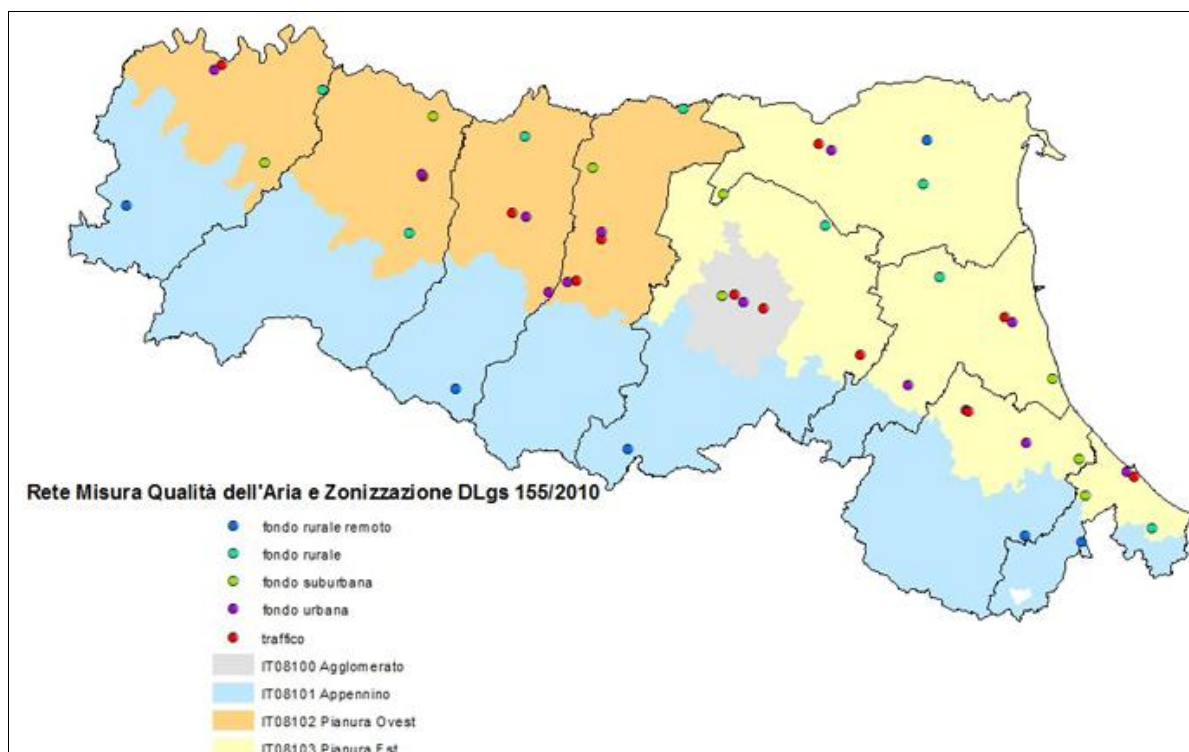 Rete Misura Qualità dell'Aria e Zonizzazione DLgs 155/2010
fondo rurale remoto
fondo rurale
fondo suburbana
fondo urbana
traffico
IT08100 Agglomerato
IT08101 Appennino
IT08102 Pianura Ovest
IT08103 Pianura Est